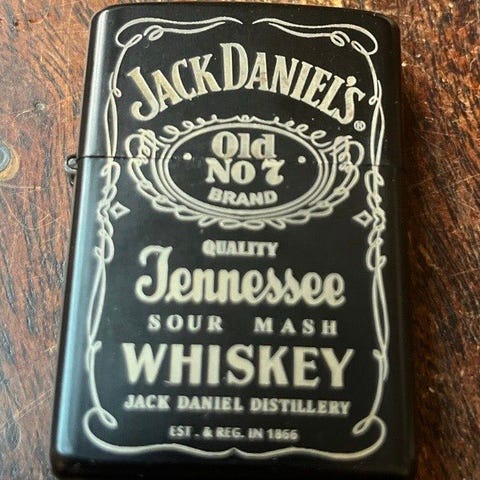 JACK DANIEL'S ®
Old
No 7
BRAND
QUALITY
Tennessee
SOUR MASH
WHISKEY
JACK DANIEL DISTILLERY
EST. & REG. IN 1866